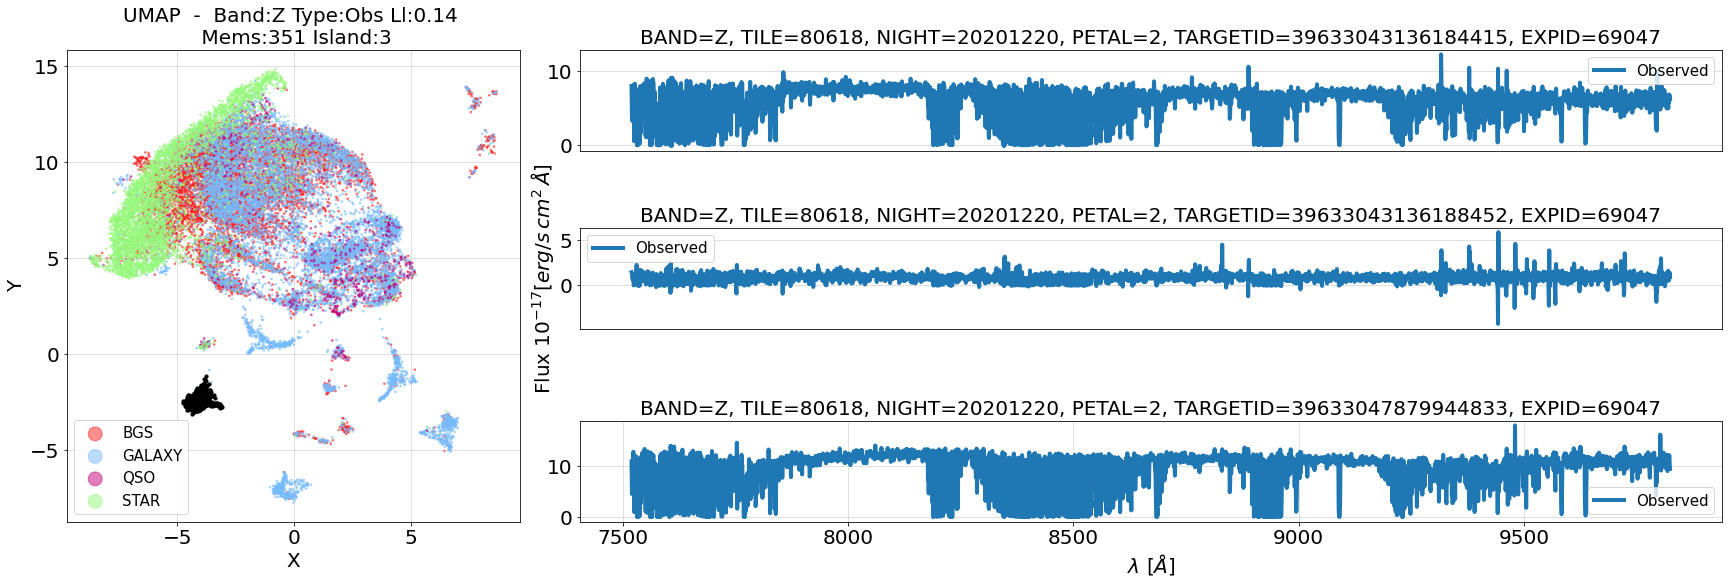 UMAP  -  Band:Z Type:Obs Ll:0.14
Mems:351 Island:3
15
10
5
0
−5
Y
−5
0
5
X
BGS
GALAXY
QSO
STAR
BAND=Z, TILE=80618, NIGHT=20201220, PETAL=2, TARGETID=39633043136184415, EXPID=69047
10
0
Observed
BAND=Z, TILE=80618, NIGHT=20201220, PETAL=2, TARGETID=39633043136188452, EXPID=69047
5
0
Observed
Flux 10⁻¹⁷[erg/s cm² Å]
BAND=Z, TILE=80618, NIGHT=20201220, PETAL=2, TARGETID=39633047879944833, EXPID=69047
10
0
Observed
7500
8000
8500
9000
9500
λ [Å]